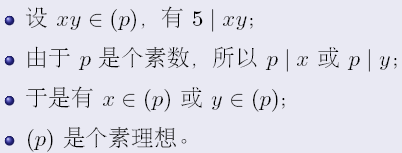 • 设 xy ∈ (p)，有 5 | xy;
• 由于 p 是个素数，所以 p | x 或 p | y;
• 于是有 x ∈ (p) 或 y ∈ (p);
• (p) 是个素理想。